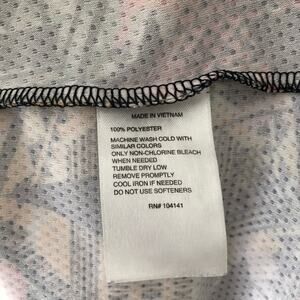 MADE IN VIETNAM
100% POLYESTER
MACHINE WASH COLD WITH
SIMILAR COLORS
ONLY NON-CHLORINE BLEACH
WHEN NEEDED
TUMBLE DRY LOW
REMOVE PROMPTLY
COOL IRON IF NEEDED
DO NOT USE SOFTENERS
RN# 104141